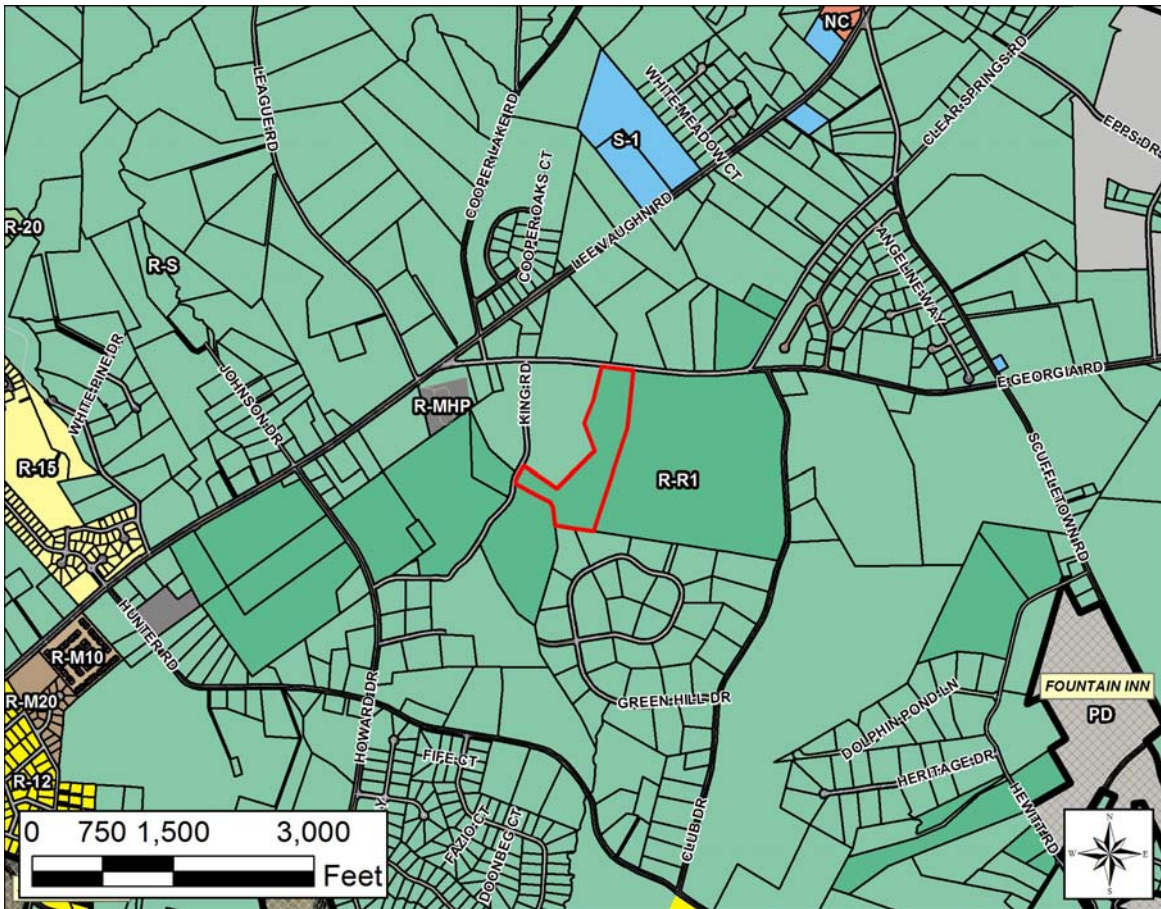 NC
LEAGUE RD
COOPER LAKE RD
WHITE MEADOW CT
CLEAR SPRINGS RD
EPPS DR
S-1
COOPER OAKS CT
R-20
R-S
LEE VAUGHN RD
ANGELINE WAY
WHITE PINE DR
JOHNSON DR
E GEORGIA RD
R-MHP
KING RD
SCUFFLETOWN RD
R-15
R-R1
HUNTER RD
R-M10
FOUNTAIN INN
PD
R-M20
HOWARD DR
GREEN HILL DR
DOLPHIN POND LN
FIFE CT
HERITAGE DR
R-12
HEWITT RD
CLUB DR
FAZIO CT
DOONBEG CT
0 750 1,500 3,000
Feet
N
W E
S